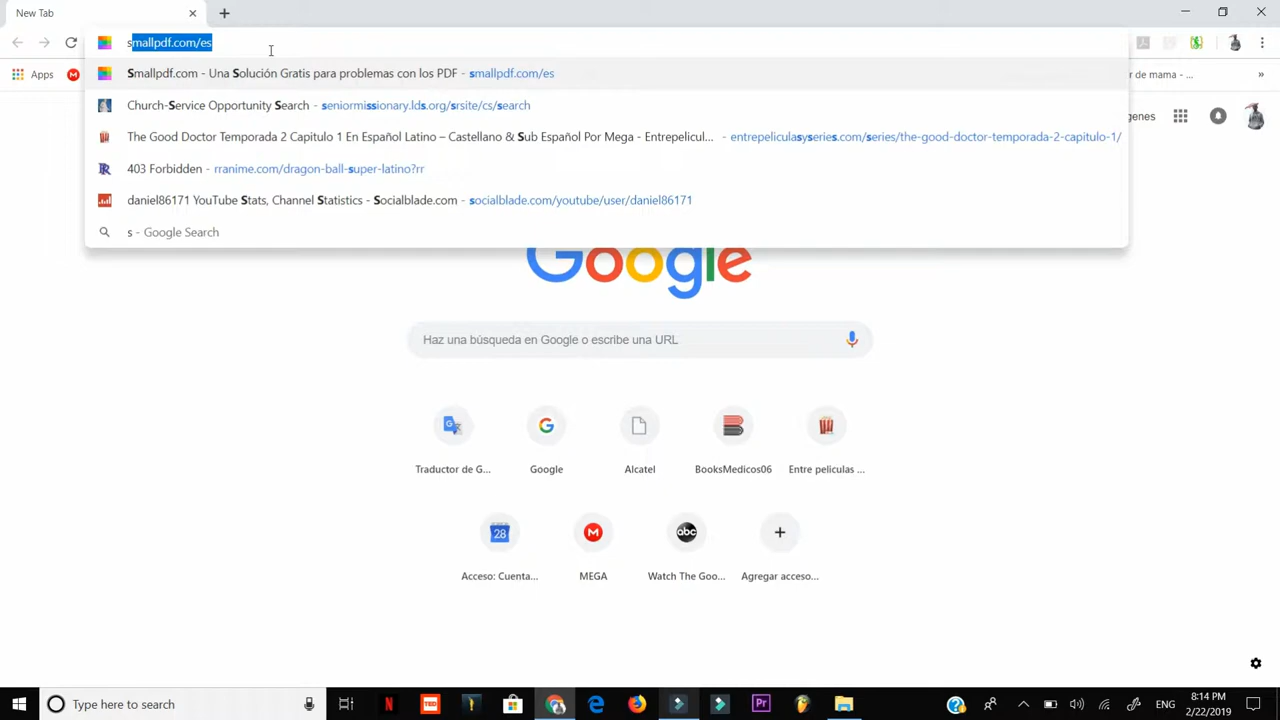 New Tab
smallpdf.com/es
Apps
Smallpdf.com - Una Solución Gratis para problemas con los PDF - smallpdf.com/es
de mama - ...
»
Church-Service Opportunity Search - seniormissionary.lds.org/srsite/cs/search
genes
The Good Doctor Temporada 2 Capitulo 1 En Español Latino – Castellano & Sub Español Por Mega - Entrepelicul... - entrepeliculasyseries.com/series/the-good-doctor-temporada-2-capitulo-1/
403 Forbidden - rranime.com/dragon-ball-super-latino?rr
daniel86171 YouTube Stats, Channel Statistics - Socialblade.com - socialblade.com/youtube/user/daniel86171
s - Google Search
Google
Haz una búsqueda en Google o escribe una URL
Traductor de G...
Google
Alcatel
BooksMedicos06
Entre peliculas ...
28
abc
Acceso: Cuenta...
MEGA
Watch The Goo...
Agregar acceso...
Type here to search
TED
Pr
ENG
8:14 PM
2/22/2019